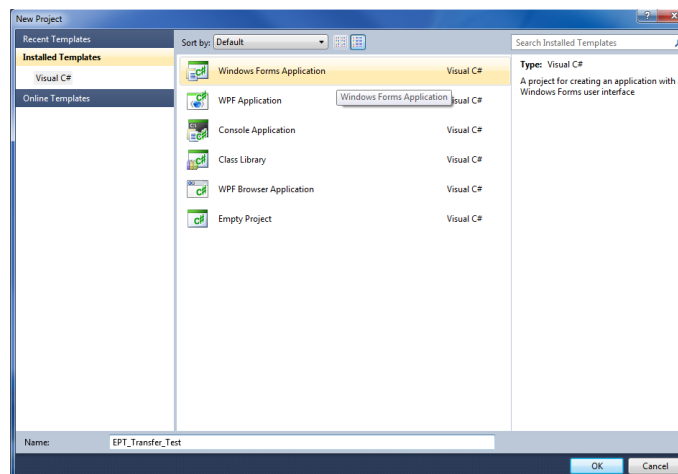 New Project
Recent Templates
Installed Templates
Visual C#
Online Templates
Sort by: Default
Search Installed Templates
Windows Forms Application Visual C#
WPF Application Visual C#
Windows Forms Application
Console Application Visual C#
Class Library Visual C#
WPF Browser Application Visual C#
Empty Project Visual C#
Type: Visual C#
A project for creating an application with
Windows Forms user interface
Name: EPT_Transfer_Test
OK Cancel